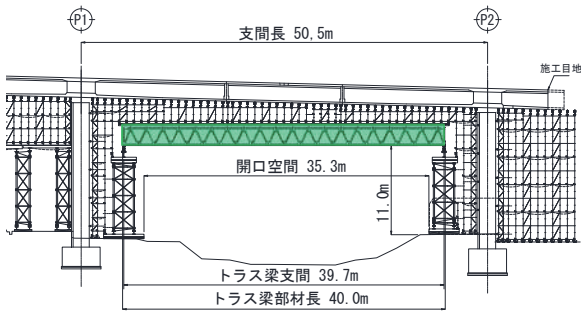 P1
P2
支間長 50,5m
施工目地
開口空間 35.3m
11.0m
トラス梁支間 39.7m
トラス梁部材長 40.0m